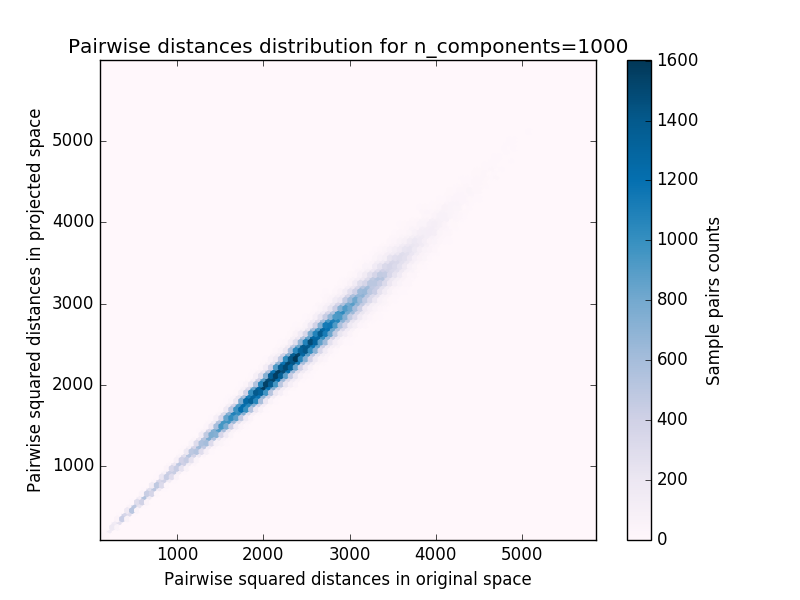 Pairwise distances distribution for n_components=1000
Pairwise squared distances in projected space
5000
4000
3000
2000
1000
1000 2000 3000 4000 5000
Pairwise squared distances in original space
1600
1400
1200
1000
800
600
400
200
0
Sample pairs counts